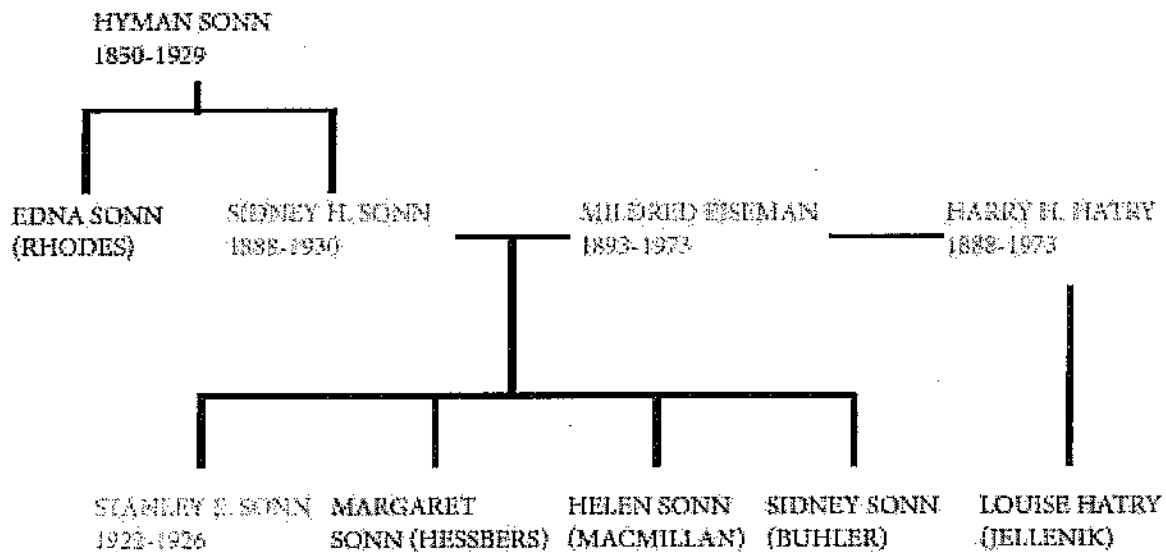 HYMAN SONN
1850-1929
EDNA SONN
(RHODES)
SIDNEY H. SONN
1888-1930
MILDRED EISEMAN
1893-1973
HARRY H. HATRY
1888-1973
STANLEY E. SONN
1922-1926
MARGARET
SONN (HESSBERS)
HELEN SONN
(MACMILLAN)
SIDNEY SONN
(BUHLER)
LOUISE HATRY
(JELLENIK)